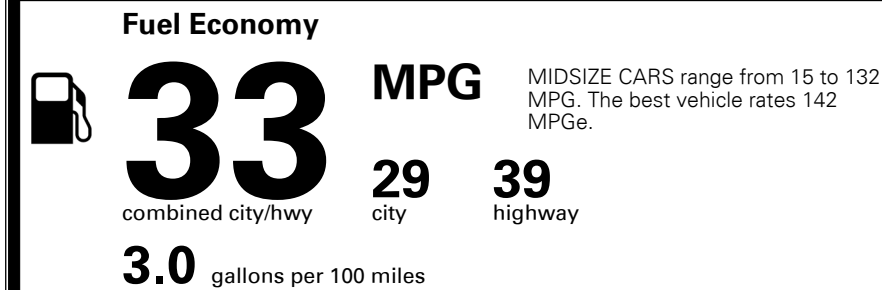 Fuel Economy
33
MPG
MIDSIZE CARS range from 15 to 132
MPG. The best vehicle rates 142
MPGe.
combined city/hwy
29
city
39
highway
3.0 gallons per 100 miles